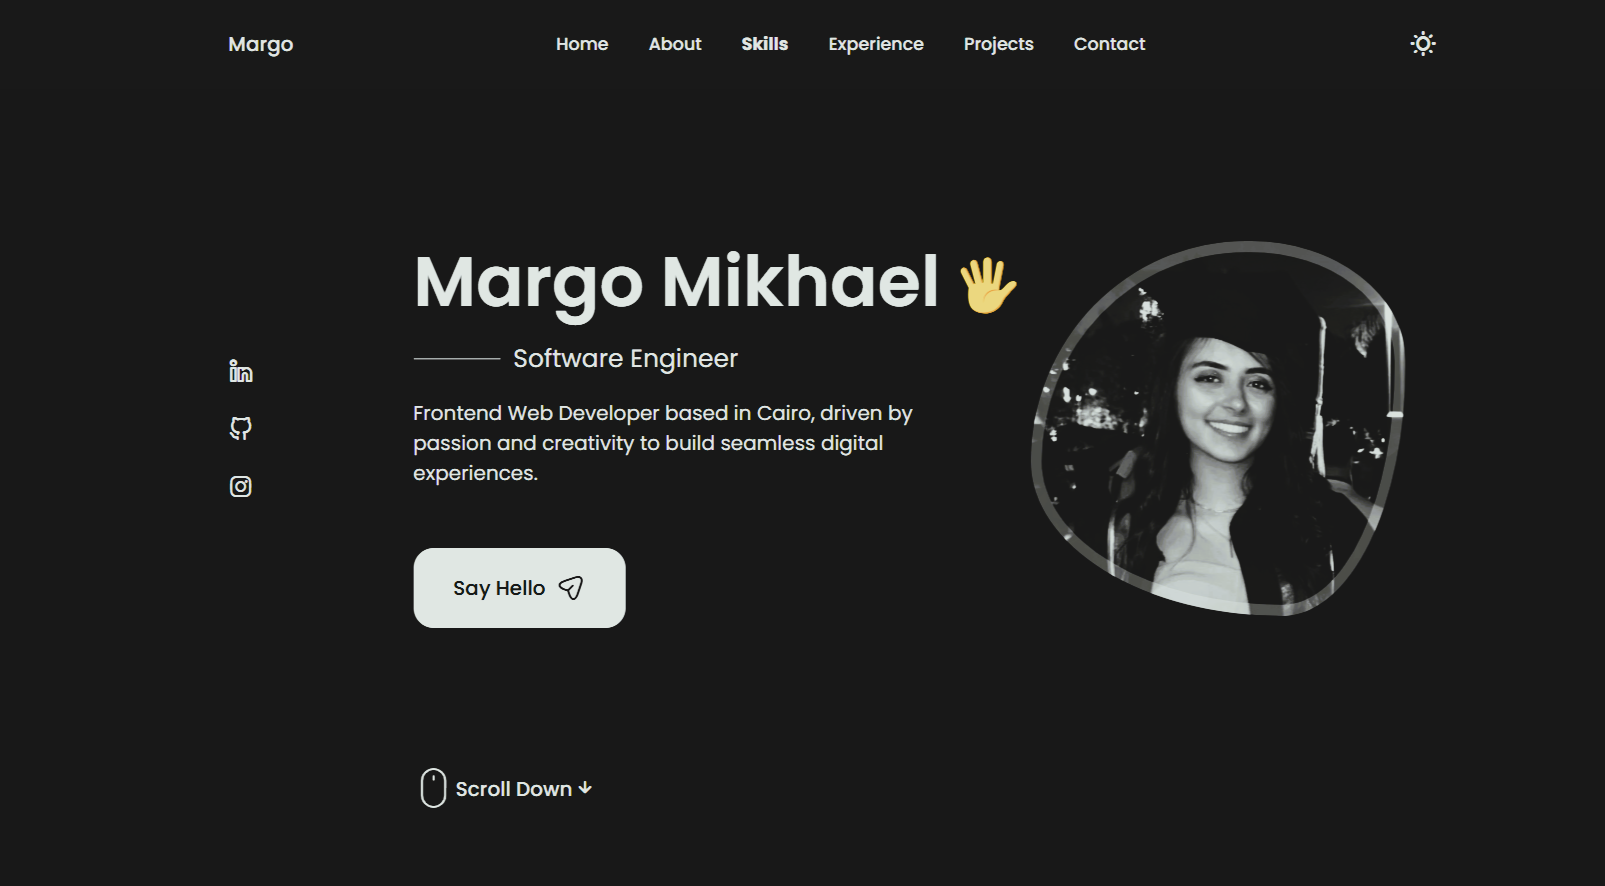 Margo
Home
About
Skills
Experience
Projects
Contact
Margo Mikhael 🖐
Software Engineer
Frontend Web Developer based in Cairo, driven by
passion and creativity to build seamless digital
experiences.
Say Hello
Scroll Down ↓